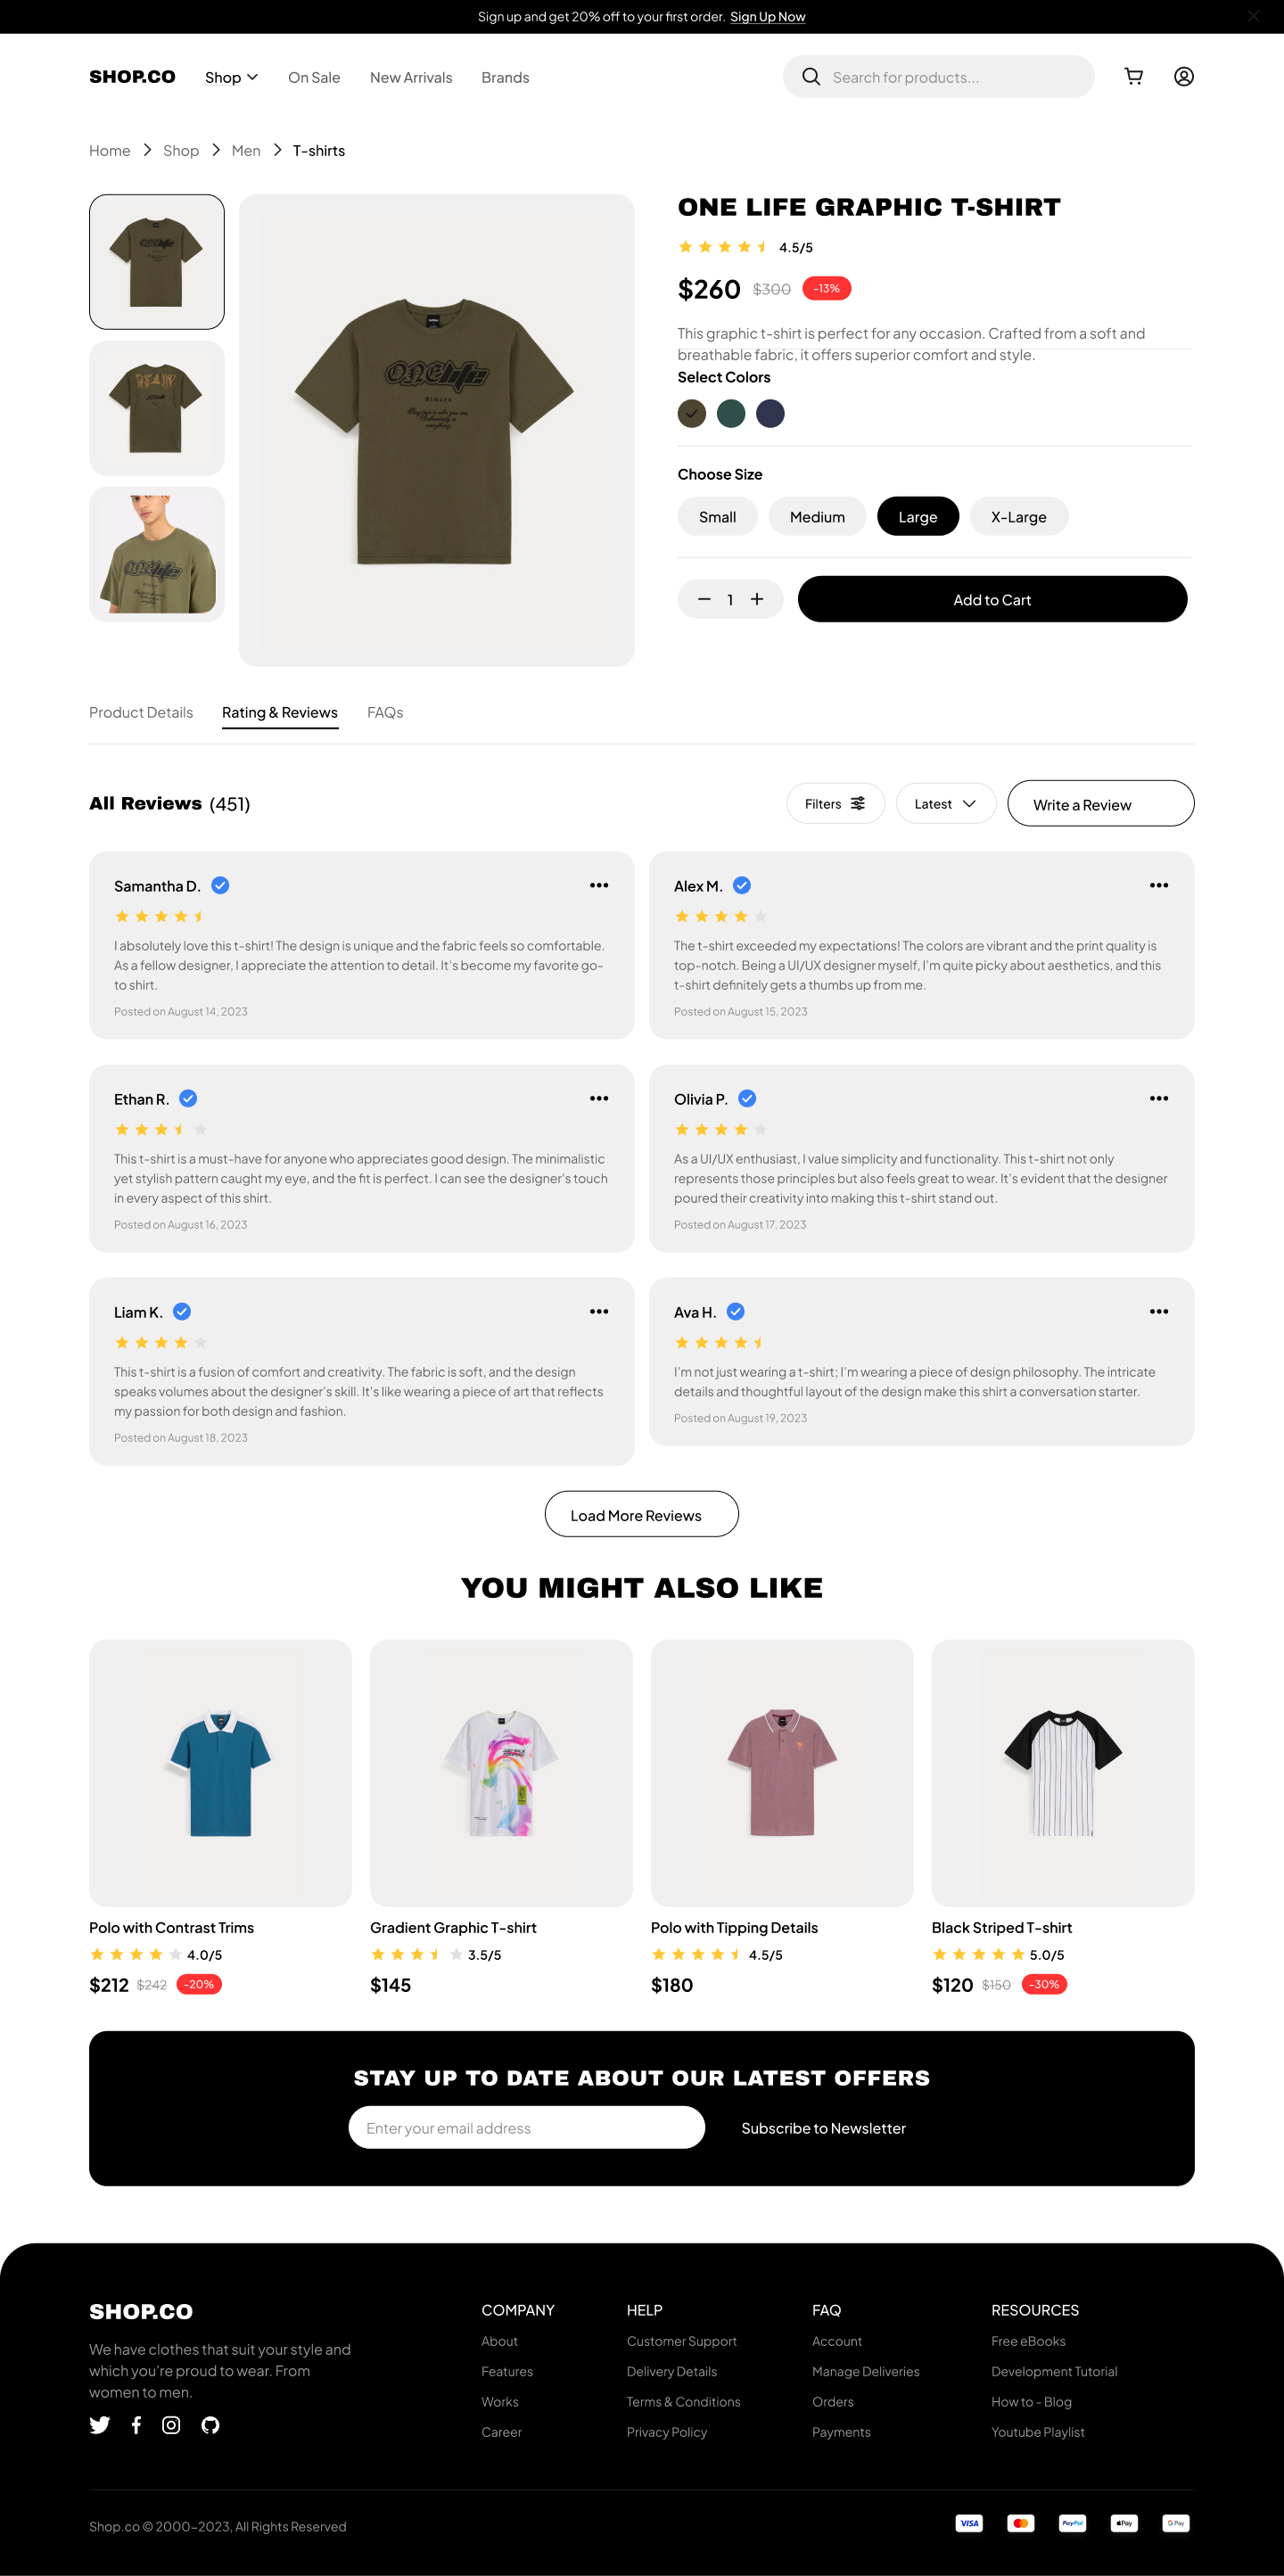 Sign up and get 20% off to your first order. Sign Up Now
SHOP.CO Shop On Sale New Arrivals Brands Search for products...
Home Shop Men T-shirts
ONE LIFE GRAPHIC T-SHIRT
4.5/5
$260 $300 -13%
This graphic t-shirt is perfect for any occasion. Crafted from a soft and
breathable fabric, it offers superior comfort and style.
Select Colors
Choose Size
Small Medium Large X-Large
1 Add to Cart
ONE life
Product Details Rating & Reviews FAQs
All Reviews (451) Filters Latest Write a Review
Samantha D.
I absolutely love this t-shirt! The design is unique and the fabric feels so comfortable.
As a fellow designer, I appreciate the attention to detail. It's become my favorite go-
to shirt.
Posted on August 14, 2023
Alex M.
The t-shirt exceeded my expectations! The colors are vibrant and the print quality is
top-notch. Being a UI/UX designer myself, I'm quite picky about aesthetics, and this
t-shirt definitely gets a thumbs up from me.
Posted on August 15, 2023
Ethan R.
This t-shirt is a must-have for anyone who appreciates good design. The minimalistic
yet stylish pattern caught my eye, and the fit is perfect. I can see the designer's touch
in every aspect of this shirt.
Posted on August 16, 2023
Olivia P.
As a UI/UX enthusiast, I value simplicity and functionality. This t-shirt not only
represents those principles but also feels great to wear. It's evident that the designer
poured their creativity into making this t-shirt stand out.
Posted on August 17, 2023
Liam K.
This t-shirt is a fusion of comfort and creativity. The fabric is soft, and the design
speaks volumes about the designer's skill. It's like wearing a piece of art that reflects
my passion for both design and fashion.
Posted on August 18, 2023
Ava H.
I'm not just wearing a t-shirt; I'm wearing a piece of design philosophy. The intricate
details and thoughtful layout of the design make this shirt a conversation starter.
Posted on August 19, 2023
Load More Reviews
YOU MIGHT ALSO LIKE
Polo with Contrast Trims
4.0/5
$212 $242 -20%
Gradient Graphic T-shirt
3.5/5
$145
Polo with Tipping Details
4.5/5
$180
Black Striped T-shirt
5.0/5
$120 $150 -30%
STAY UP TO DATE ABOUT OUR LATEST OFFERS
Enter your email address Subscribe to Newsletter
SHOP.CO
We have clothes that suit your style and
which you're proud to wear. From
women to men.
COMPANY
About
Features
Works
Career
HELP
Customer Support
Delivery Details
Terms & Conditions
Privacy Policy
FAQ
Account
Manage Deliveries
Orders
Payments
RESOURCES
Free eBooks
Development Tutorial
How to - Blog
Youtube Playlist
Shop.co © 2000-2023, All Rights Reserved
VISA PayPal Pay G Pay